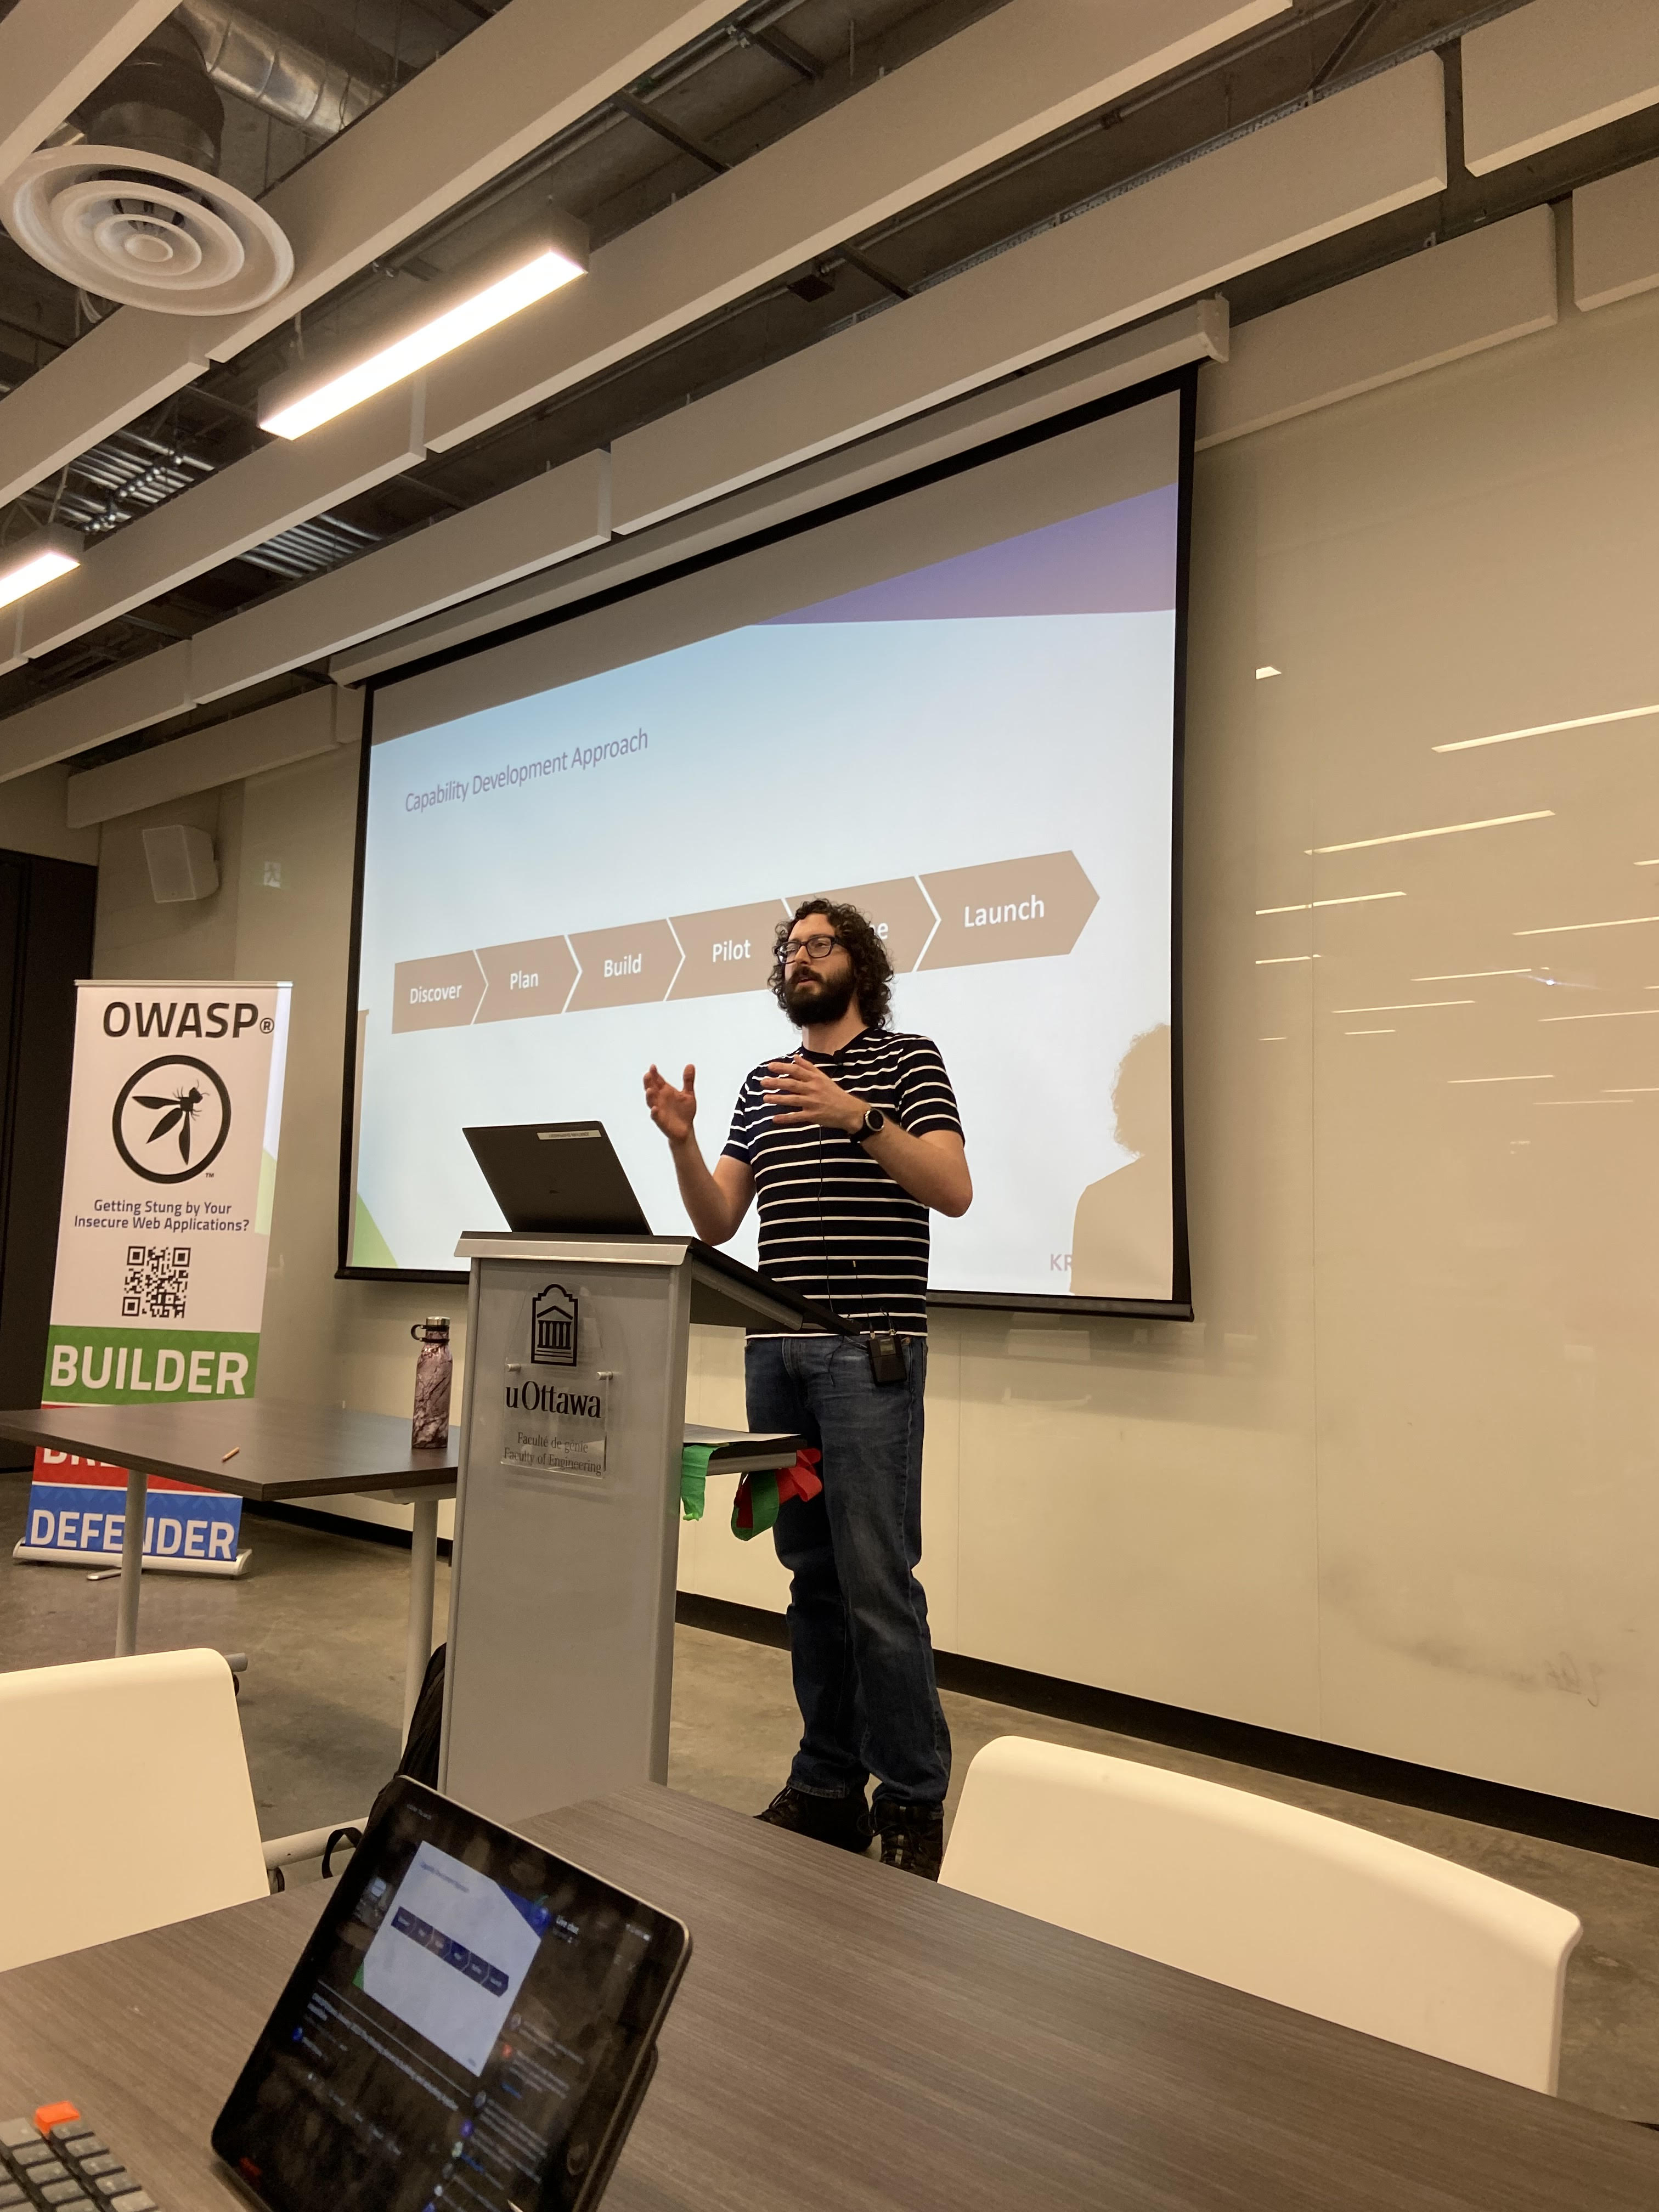 Capability Development Approach
Discover
Plan
Build
Pilot
Launch
OWASP®
TM
Getting Stung by Your
Insecure Web Applications?
BUILDER
DEFENDER
uOttawa
Faculté de génie
Faculty of Engineering